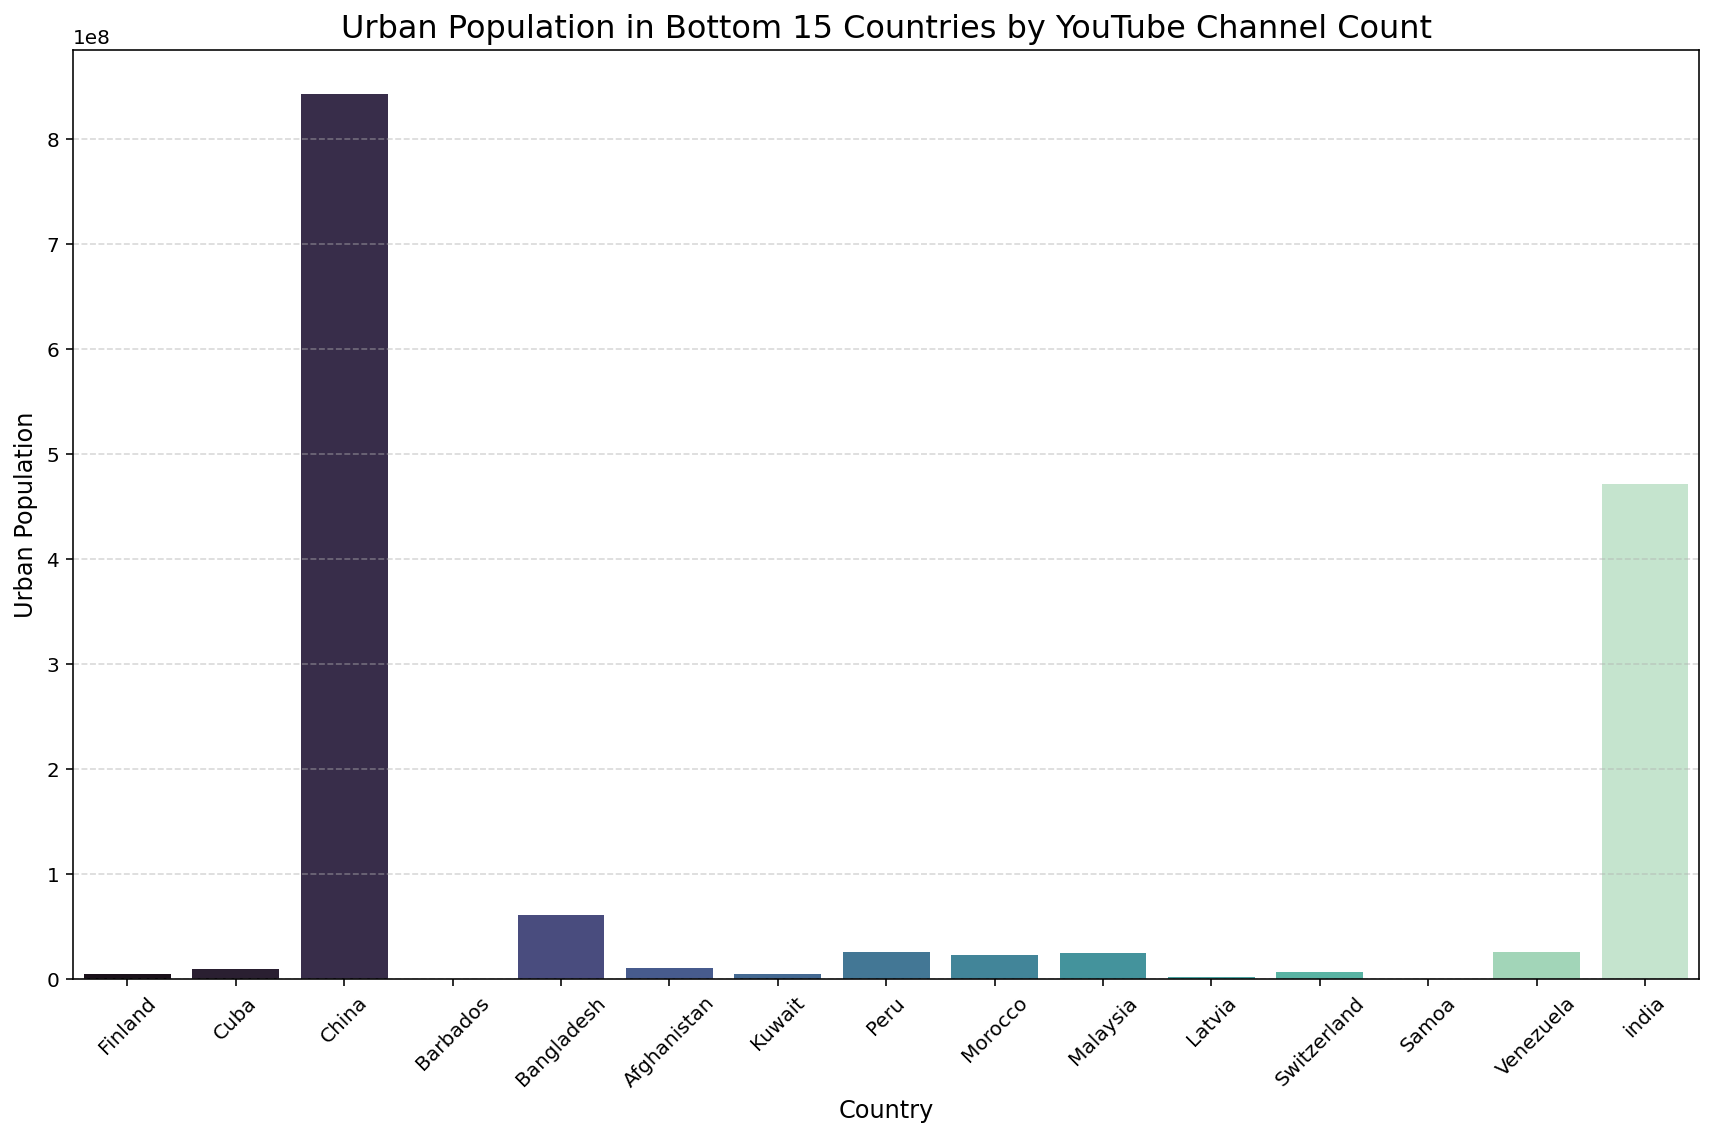 Urban Population in Bottom 15 Countries by YouTube Channel Count
1e8
8
7
6
5
4
3
2
1
0
Urban Population
Finland
Cuba
China
Barbados
Bangladesh
Afghanistan
Kuwait
Peru
Morocco
Malaysia
Latvia
Switzerland
Samoa
Venezuela
india
Country